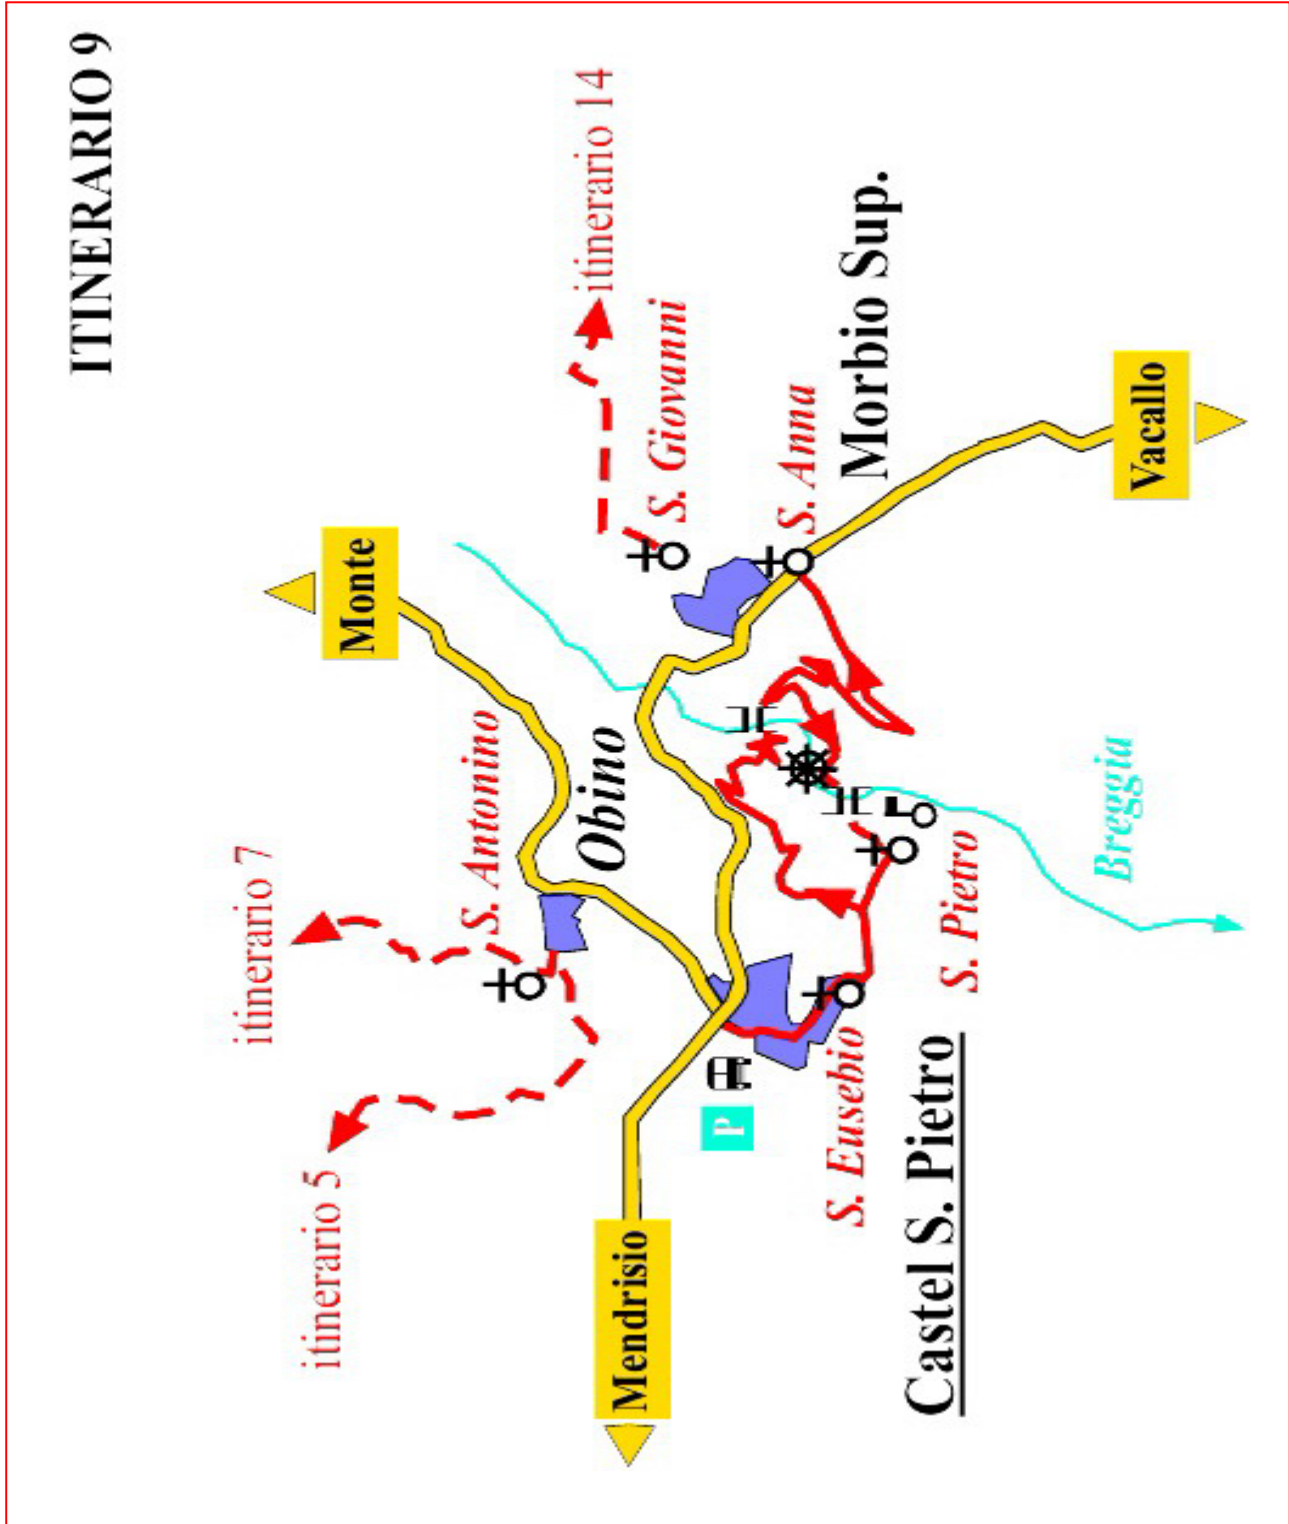 ITINERARIO 9
itinerario 7
itinerario 5
Monte
S. Antonino
itinerario 14
Obino
S. Giovanni
Mendrisio
P
S. Anna
Morbio Sup.
S. Eusebio
S. Pietro
Castel S. Pietro
Breggia
Vacallo